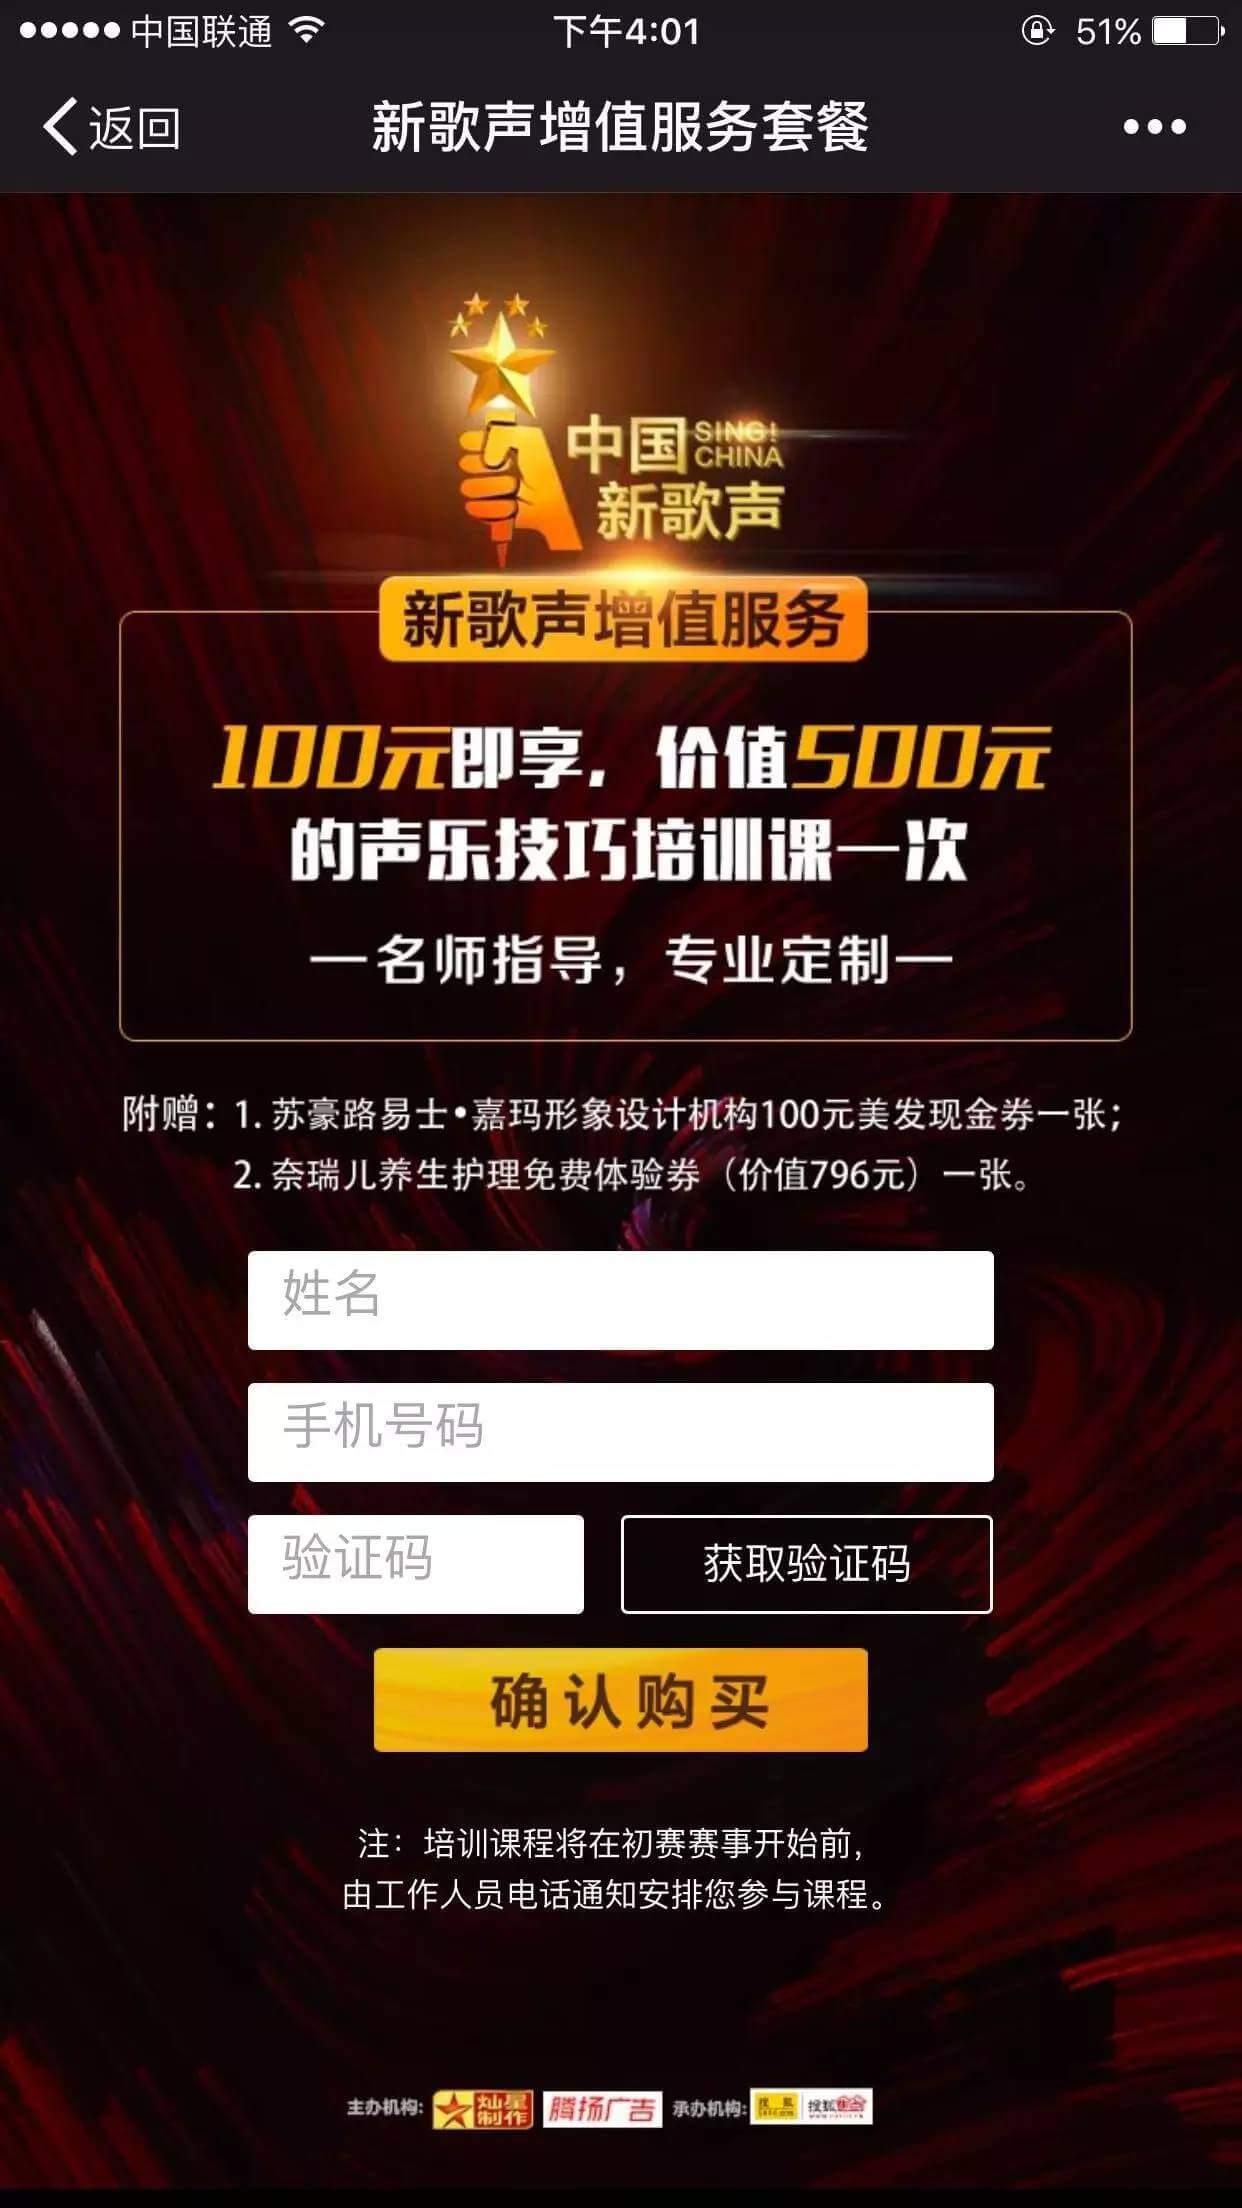 中国联通
下午4:01
51%
返回
新歌声增值服务套餐
中国
SING!
CHINA
新歌声
新歌声增值服务
100元即享，价值500元
的声乐技巧培训课一次
—名师指导，专业定制—
附赠：1. 苏豪路易士•嘉玛形象设计机构100元美发现金券一张；
2. 奈瑞儿养生护理免费体验券（价值796元）一张。
姓名
手机号码
验证码
获取验证码
确认购买
注：培训课程将在初赛赛事开始前，
由工作人员电话通知安排您参与课程。
主办机构：
灿星
制作
腾扬广告
承办机构：
搜狐
搜狐